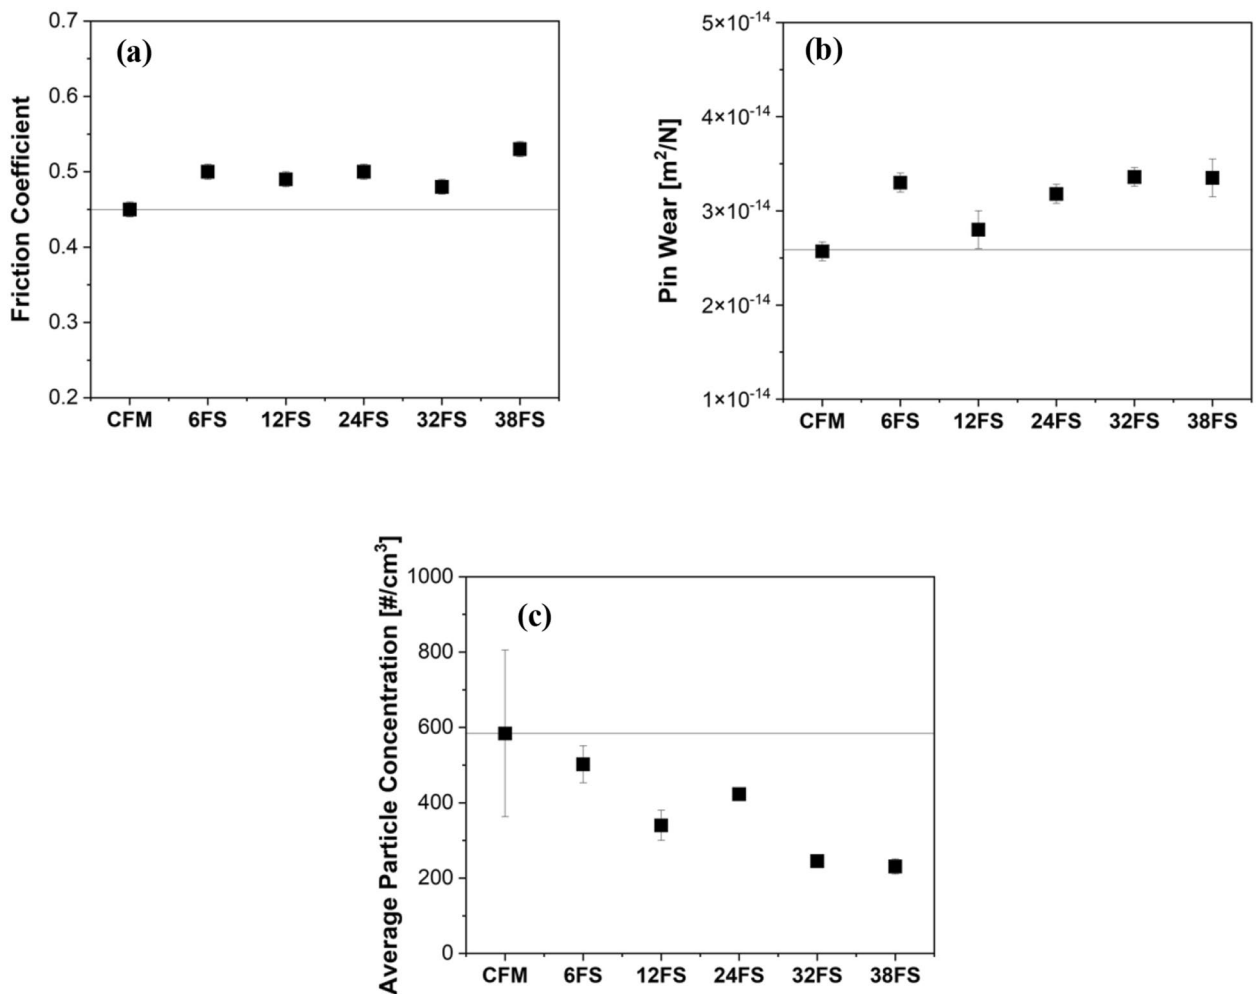 (a)
Friction Coefficient
0.7
0.6
0.5
0.4
0.3
0.2
CFM 6FS 12FS 24FS 32FS 38FS
(b)
Pin Wear [m²/N]
5×10⁻¹⁴
4×10⁻¹⁴
3×10⁻¹⁴
2×10⁻¹⁴
1×10⁻¹⁴
CFM 6FS 12FS 24FS 32FS 38FS
(c)
Average Particle Concentration [#/cm³]
1000
800
600
400
200
0
CFM 6FS 12FS 24FS 32FS 38FS